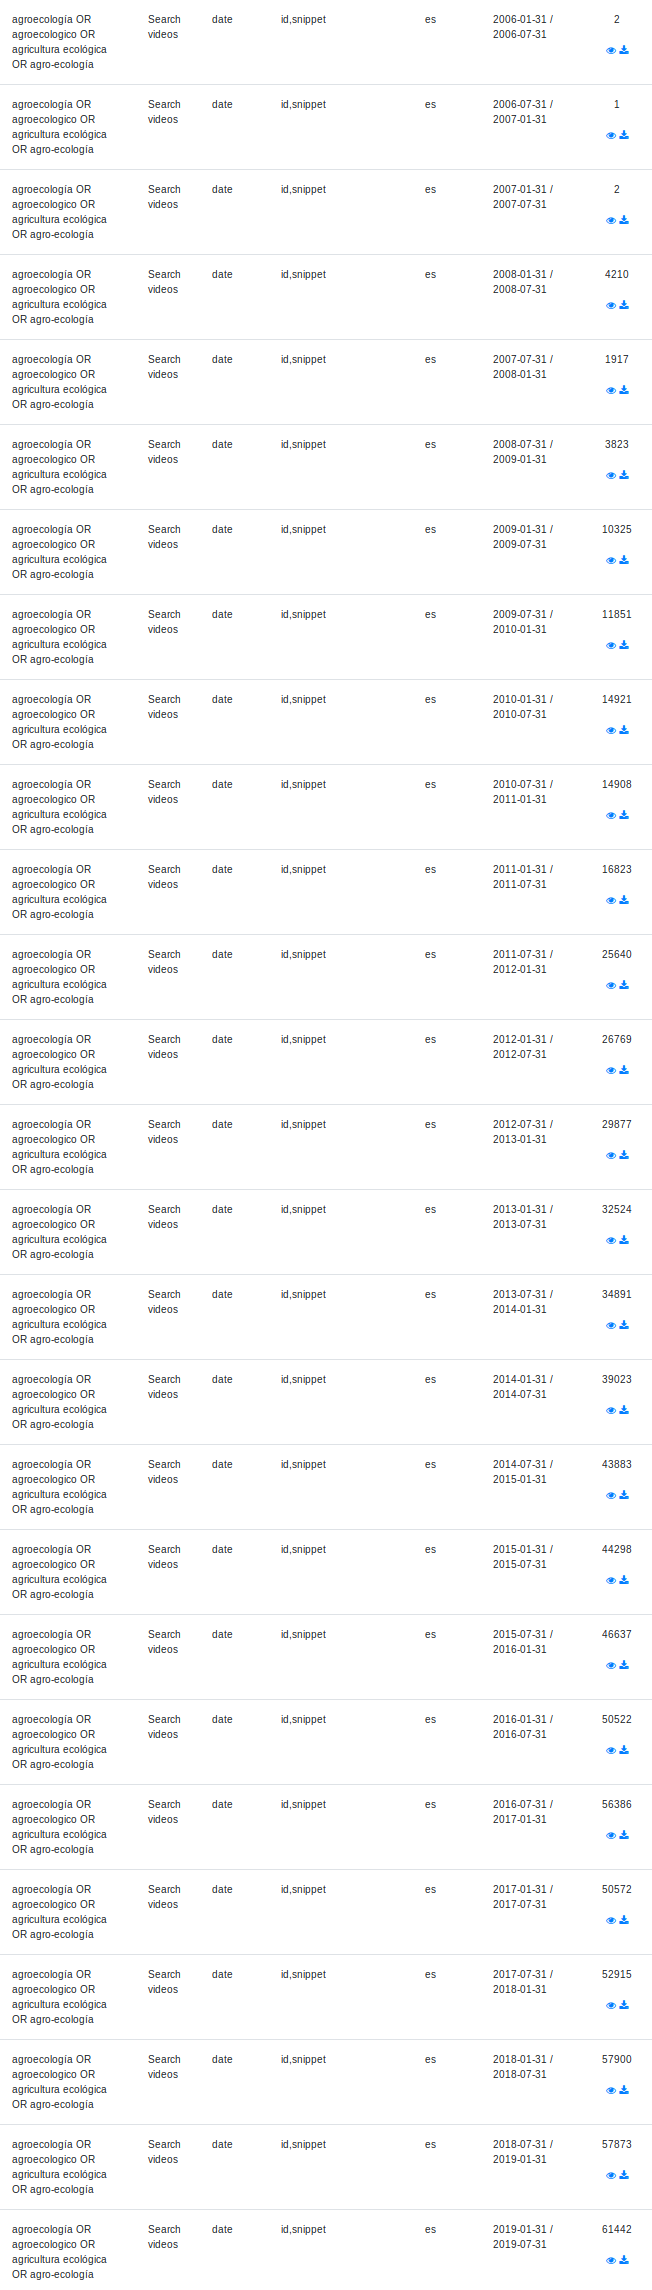 agroecología OR Search date id,snippet es 2006-01-31 / 2
agroecologico OR videos 2006-07-31
agricultura ecológica
OR agro-ecología
agroecología OR Search date id,snippet es 2006-07-31 / 1
agroecologico OR videos 2007-01-31
agricultura ecológica
OR agro-ecología
agroecología OR Search date id,snippet es 2007-01-31 / 2
agroecologico OR videos 2007-07-31
agricultura ecológica
OR agro-ecología
agroecología OR Search date id,snippet es 2008-01-31 / 4210
agroecologico OR videos 2008-07-31
agricultura ecológica
OR agro-ecología
agroecología OR Search date id,snippet es 2007-07-31 / 1917
agroecologico OR videos 2008-01-31
agricultura ecológica
OR agro-ecología
agroecología OR Search date id,snippet es 2008-07-31 / 3823
agroecologico OR videos 2009-01-31
agricultura ecológica
OR agro-ecología
agroecología OR Search date id,snippet es 2009-01-31 / 10325
agroecologico OR videos 2009-07-31
agricultura ecológica
OR agro-ecología
agroecología OR Search date id,snippet es 2009-07-31 / 11851
agroecologico OR videos 2010-01-31
agricultura ecológica
OR agro-ecología
agroecología OR Search date id,snippet es 2010-01-31 / 14921
agroecologico OR videos 2010-07-31
agricultura ecológica
OR agro-ecología
agroecología OR Search date id,snippet es 2010-07-31 / 14908
agroecologico OR videos 2011-01-31
agricultura ecológica
OR agro-ecología
agroecología OR Search date id,snippet es 2011-01-31 / 16823
agroecologico OR videos 2011-07-31
agricultura ecológica
OR agro-ecología
agroecología OR Search date id,snippet es 2011-07-31 / 25640
agroecologico OR videos 2012-01-31
agricultura ecológica
OR agro-ecología
agroecología OR Search date id,snippet es 2012-01-31 / 26769
agroecologico OR videos 2012-07-31
agricultura ecológica
OR agro-ecología
agroecología OR Search date id,snippet es 2012-07-31 / 29877
agroecologico OR videos 2013-01-31
agricultura ecológica
OR agro-ecología
agroecología OR Search date id,snippet es 2013-01-31 / 32524
agroecologico OR videos 2013-07-31
agricultura ecológica
OR agro-ecología
agroecología OR Search date id,snippet es 2013-07-31 / 34891
agroecologico OR videos 2014-01-31
agricultura ecológica
OR agro-ecología
agroecología OR Search date id,snippet es 2014-01-31 / 39023
agroecologico OR videos 2014-07-31
agricultura ecológica
OR agro-ecología
agroecología OR Search date id,snippet es 2014-07-31 / 43883
agroecologico OR videos 2015-01-31
agricultura ecológica
OR agro-ecología
agroecología OR Search date id,snippet es 2015-01-31 / 44298
agroecologico OR videos 2015-07-31
agricultura ecológica
OR agro-ecología
agroecología OR Search date id,snippet es 2015-07-31 / 46637
agroecologico OR videos 2016-01-31
agricultura ecológica
OR agro-ecología
agroecología OR Search date id,snippet es 2016-01-31 / 50522
agroecologico OR videos 2016-07-31
agricultura ecológica
OR agro-ecología
agroecología OR Search date id,snippet es 2016-07-31 / 56386
agroecologico OR videos 2017-01-31
agricultura ecológica
OR agro-ecología
agroecología OR Search date id,snippet es 2017-01-31 / 50572
agroecologico OR videos 2017-07-31
agricultura ecológica
OR agro-ecología
agroecología OR Search date id,snippet es 2017-07-31 / 52915
agroecologico OR videos 2018-01-31
agricultura ecológica
OR agro-ecología
agroecología OR Search date id,snippet es 2018-01-31 / 57900
agroecologico OR videos 2018-07-31
agricultura ecológica
OR agro-ecología
agroecología OR Search date id,snippet es 2018-07-31 / 57873
agroecologico OR videos 2019-01-31
agricultura ecológica
OR agro-ecología
agroecología OR Search date id,snippet es 2019-01-31 / 61442
agroecologico OR videos 2019-07-31
agricultura ecológica
OR agro-ecología